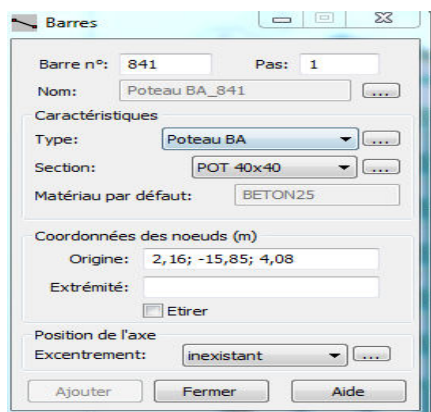 Barres
Barre n°: 841 Pas: 1
Nom: Poteau BA_841 ...
Caractéristiques
Type: Poteau BA ...
Section: POT 40x40 ...
Matériau par défaut: BETON25
Coordonnées des noeuds (m)
Origine: 2,16; -15,85; 4,08
Extrémité:
Etirer
Position de l'axe
Excentrement: inexistant ...
Ajouter Fermer Aide